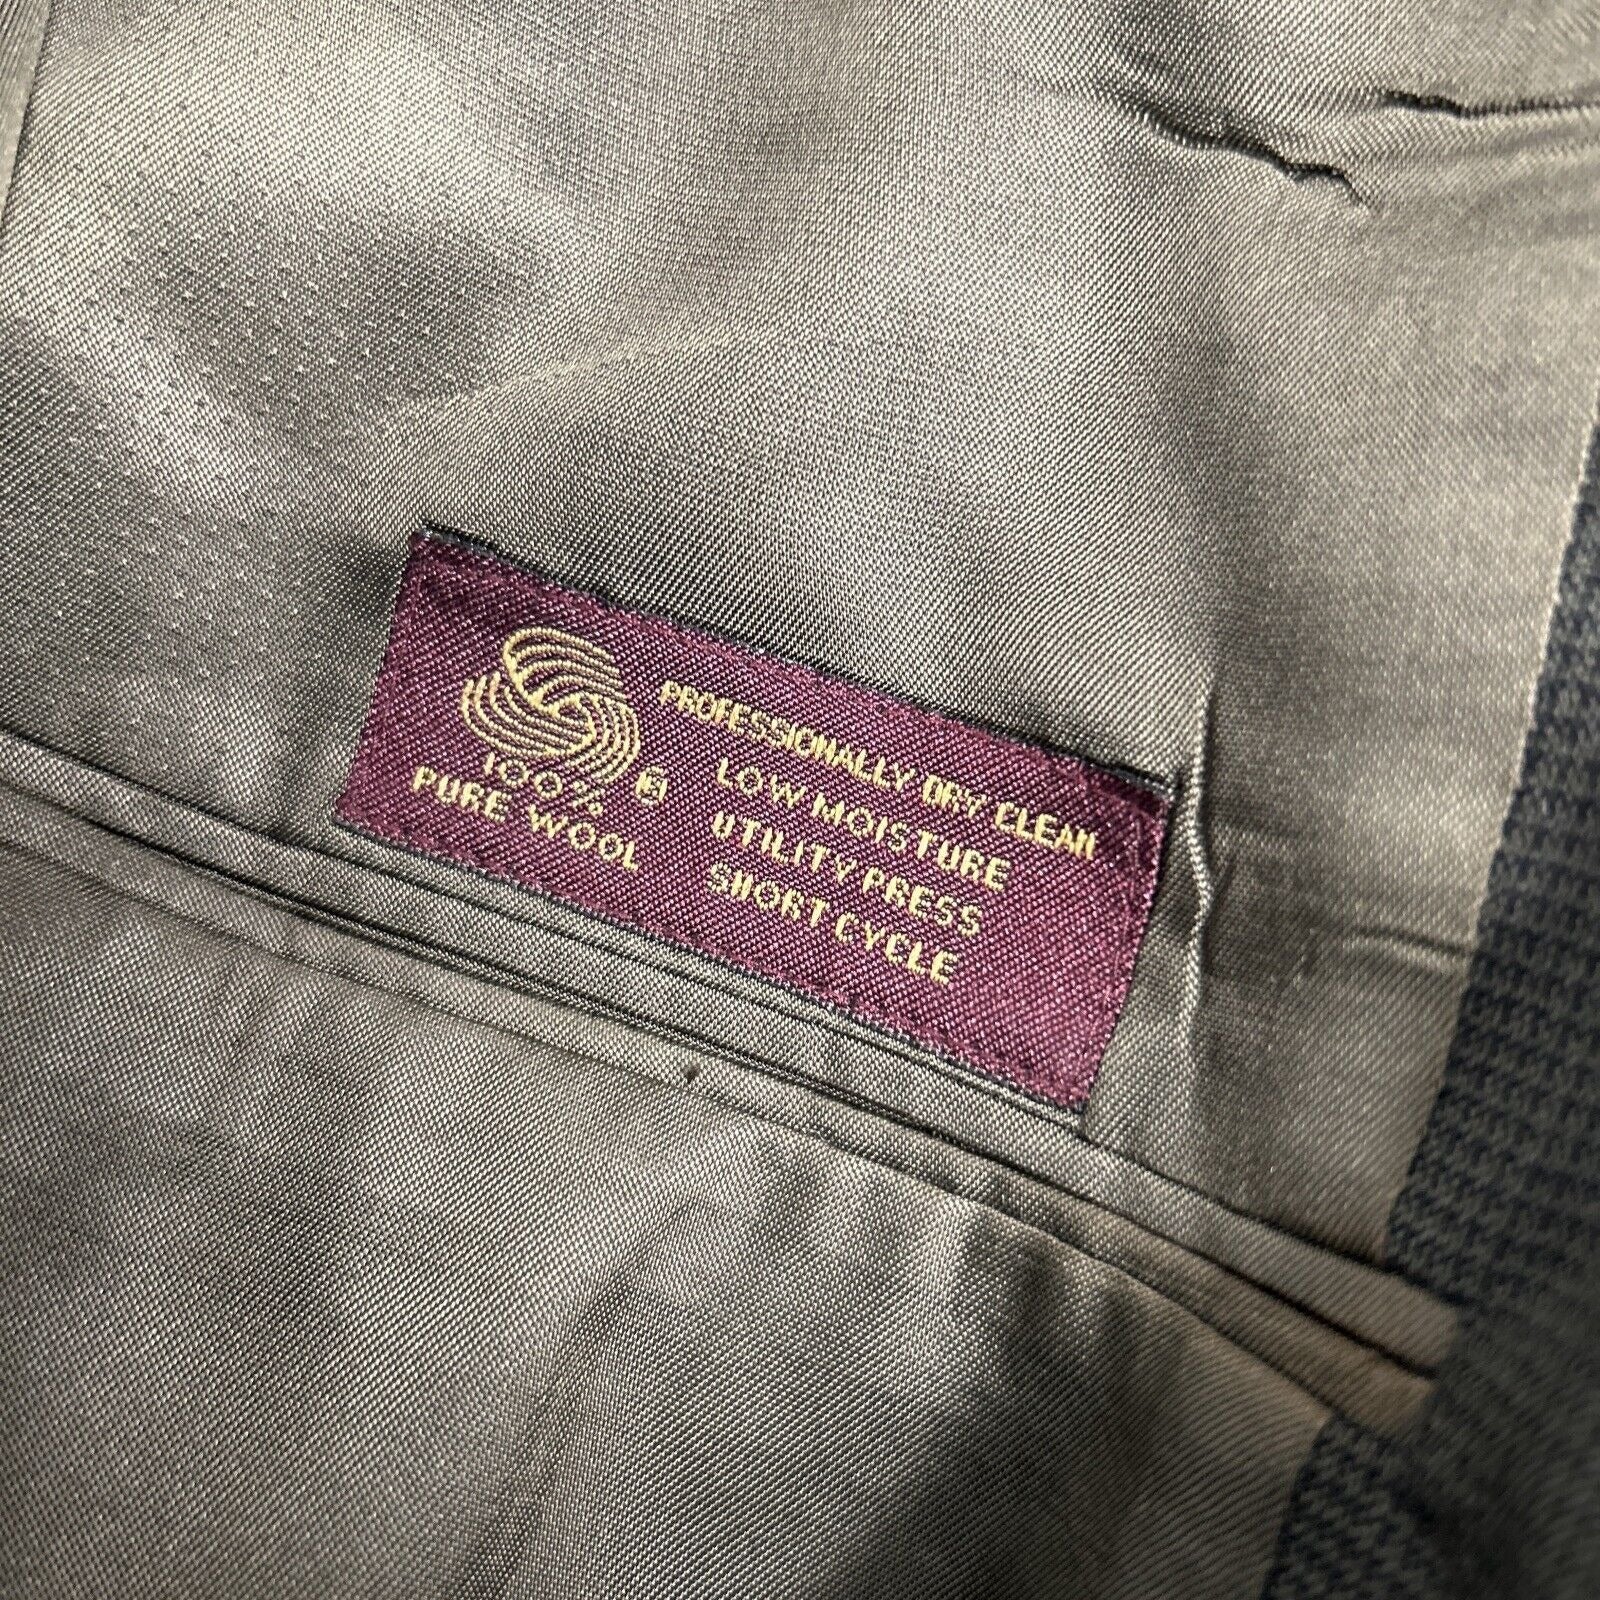 100%
PURE WOOL
PROFESSIONALLY DRY CLEAN
LOW MOISTURE
UTILITY PRESS
SHORT CYCLE